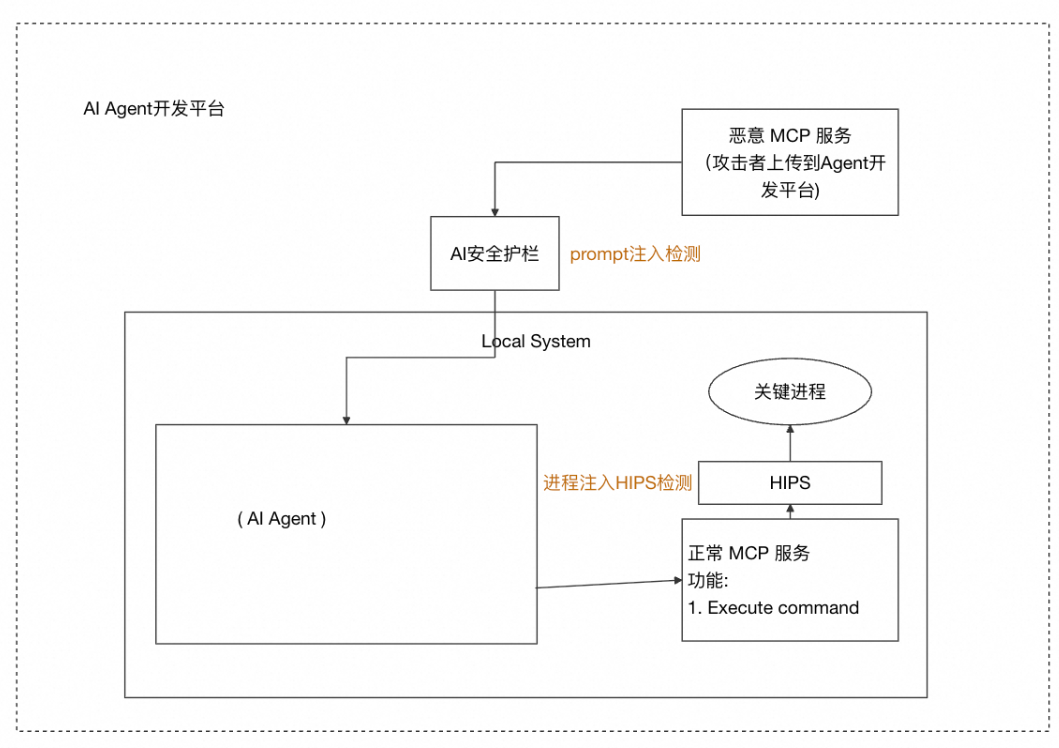 AI Agent开发平台
恶意 MCP 服务
（攻击者上传到Agent开
发平台)
AI安全护栏
prompt注入检测
Local System
关键进程
进程注入HIPS检测
HIPS
( AI Agent )
正常 MCP 服务
功能:
1. Execute command